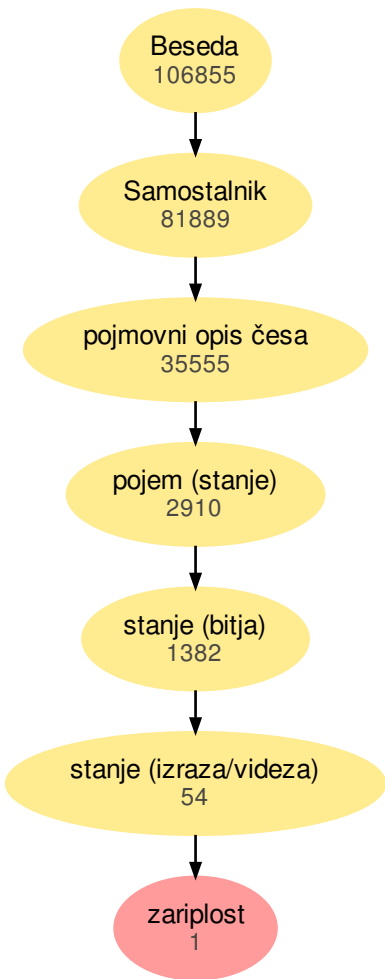 Beseda
106855
Samostalnik
81889
pojmovni opis česa
35555
pojem (stanje)
2910
stanje (bitja)
1382
stanje (izraza/videza)
54
zariplost
1